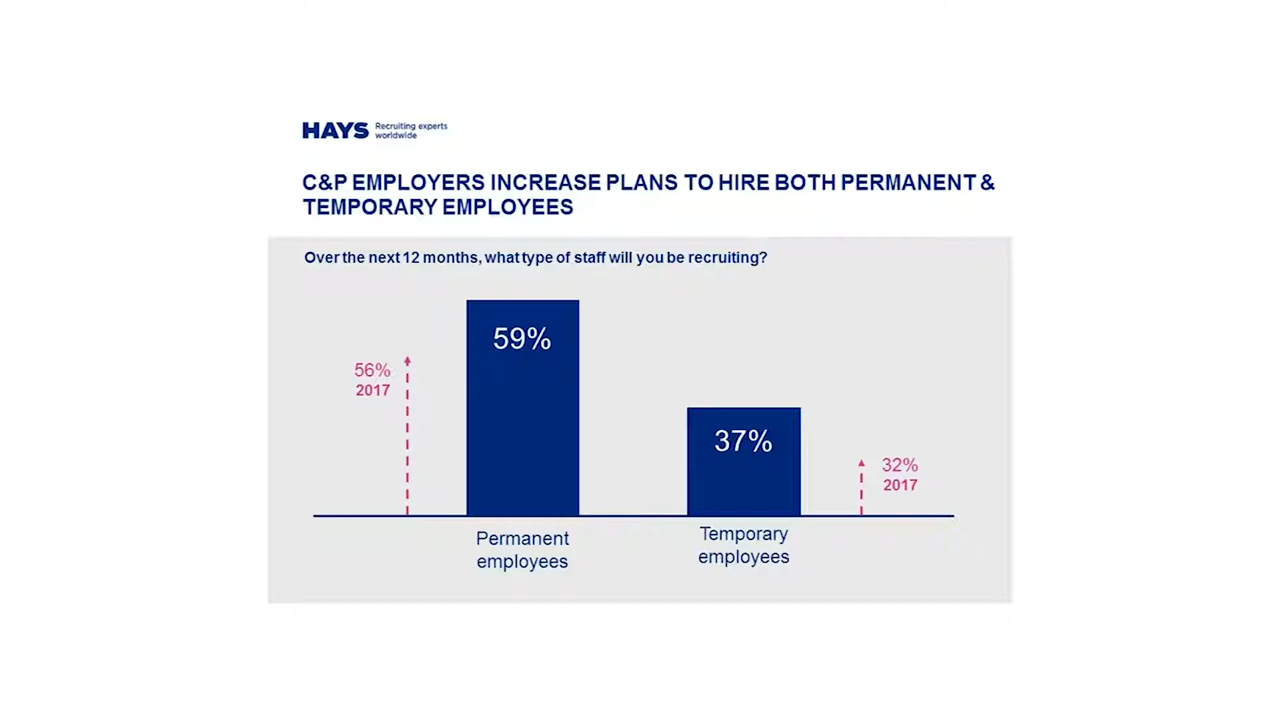 HAYS Recruiting experts
worldwide
C&P EMPLOYERS INCREASE PLANS TO HIRE BOTH PERMANENT &
TEMPORARY EMPLOYEES
Over the next 12 months, what type of staff will you be recruiting?
59%
56%
2017
37%
32%
2017
Permanent
employees
Temporary
employees